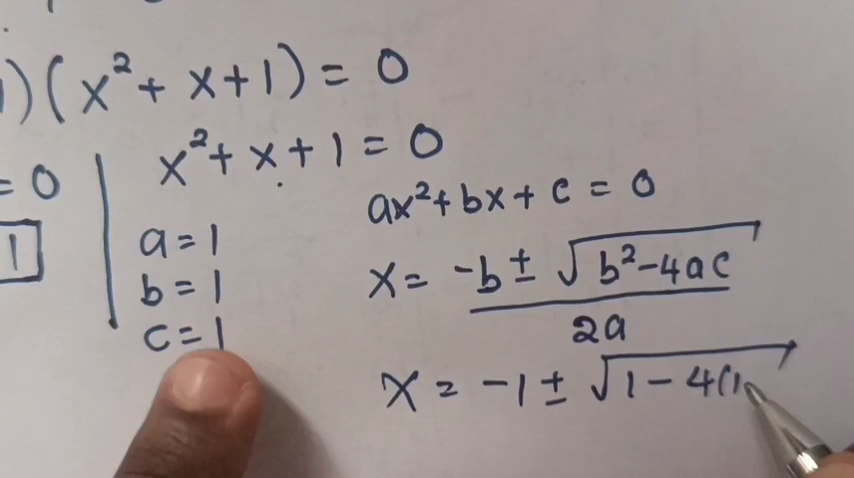 1)(x²+x+1)=0
=0
x²+x+1=0
ax²+bx+c=0
1
a=1
b=1
c=1
x=-b±√b²-4ac
2a
x=-1±√1-4(1